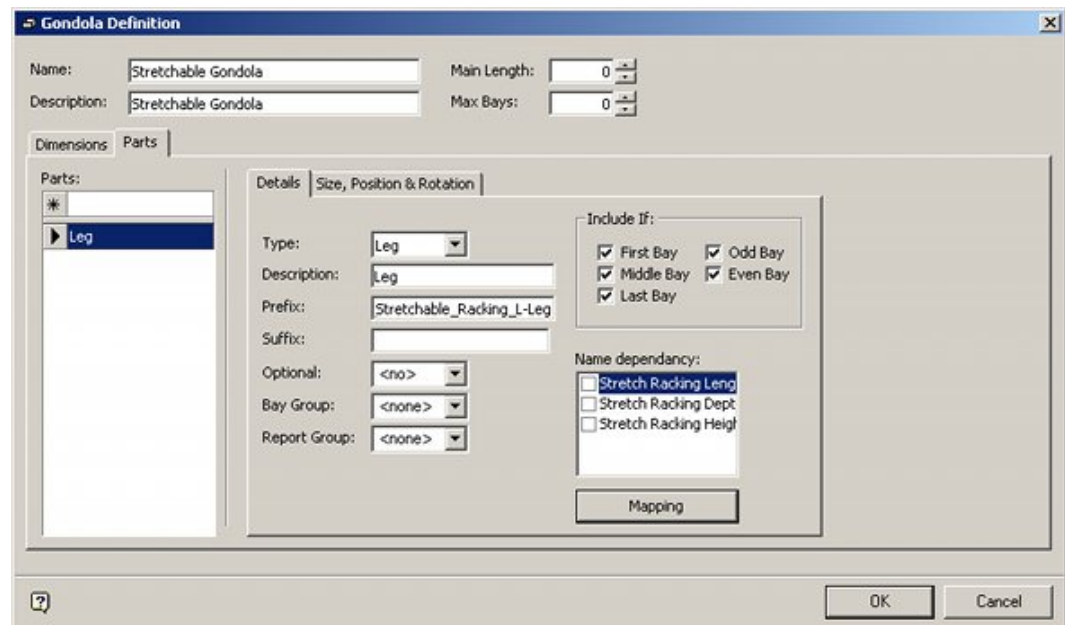 Gondola Definition
Name: Stretchable Gondola Main Length: 0
Description: Stretchable Gondola Max Bays: 0
Dimensions Parts
Parts:
Leg
Details Size, Position & Rotation
Type: Leg
Description: Leg
Prefix: Stretchable_Racking_L-Leg
Suffix:
Optional: <no>
Bay Group: <none>
Report Group: <none>
Include If:
First Bay Odd Bay
Middle Bay Even Bay
Last Bay
Name dependancy:
Stretch Racking Leng
Stretch Racking Dept
Stretch Racking Heigh
Mapping
OK Cancel